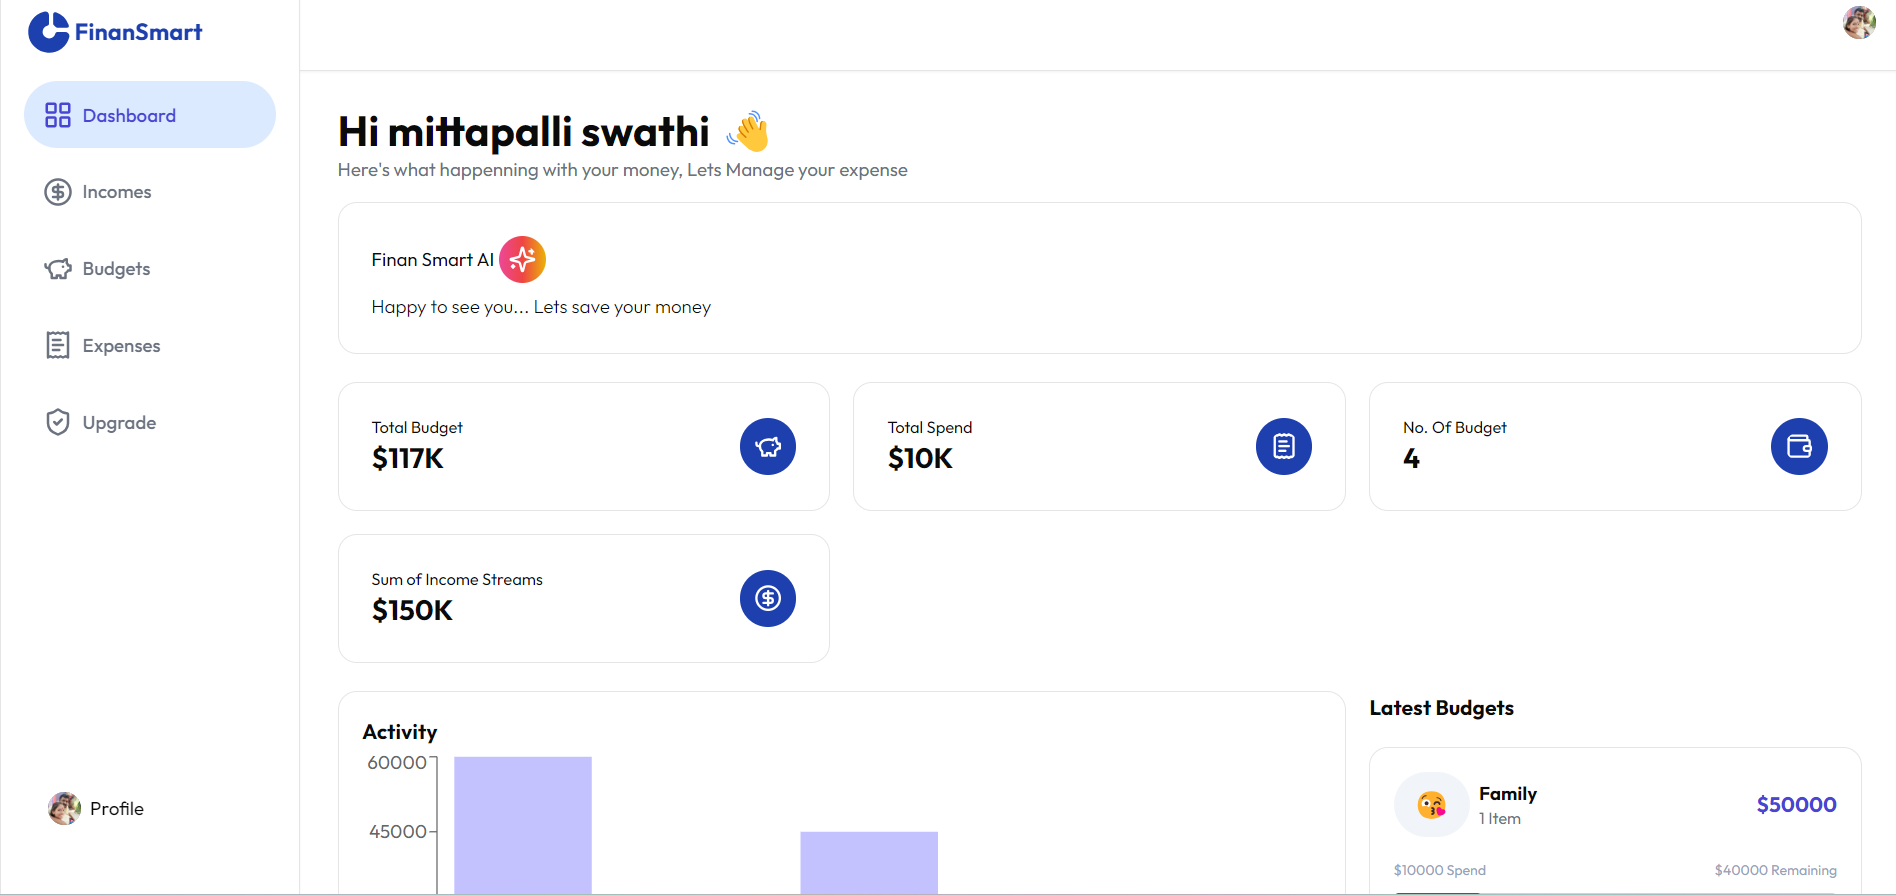 FinanSmart
Dashboard
Incomes
Budgets
Expenses
Upgrade
Profile
Hi mittapalli swathi 👋
Here's what happenning with your money, Lets Manage your expense
Finan Smart AI
Happy to see you... Lets save your money
Total Budget
$117K
Total Spend
$10K
No. Of Budget
4
Sum of Income Streams
$150K
Activity
60000
45000
Latest Budgets
Family
1 Item
$50000
$10000 Spend
$40000 Remaining